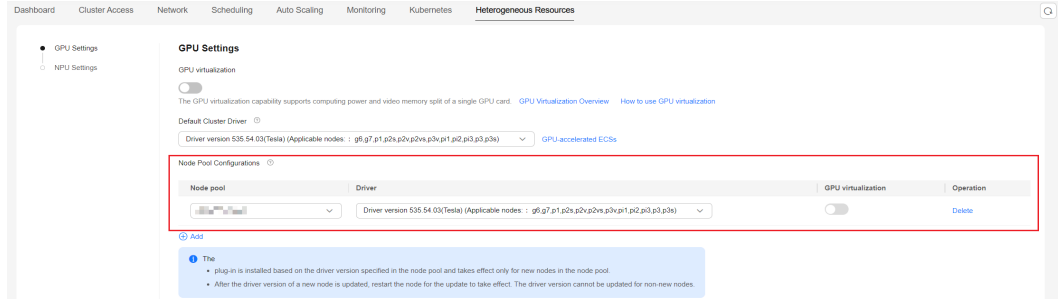 Dashboard Cluster Access Network Scheduling Auto Scaling Monitoring Kubernetes Heterogeneous Resources
GPU Settings
NPU Settings
GPU Settings
GPU virtualization
The GPU virtualization capability supports computing power and video memory split of a single GPU card. GPU Virtualization Overview How to use GPU virtualization
Default Cluster Driver
Driver version 535.54.03(Tesla) (Applicable nodes: : g6,g7,p1,p2s,p2v,p2vs,p3v,pi1,pi2,pi3,p3,p3s) GPU-accelerated ECSs
Node Pool Configurations
Node pool Driver GPU virtualization Operation
Driver version 535.54.03(Tesla) (Applicable nodes: : g6,g7,p1,p2s,p2v,p2vs,p3v,pi1,pi2,pi3,p3,p3s) Delete
Add
The
• plug-in is installed based on the driver version specified in the node pool and takes effect only for new nodes in the node pool.
• After the driver version of a new node is updated, restart the node for the update to take effect. The driver version cannot be updated for non-new nodes.